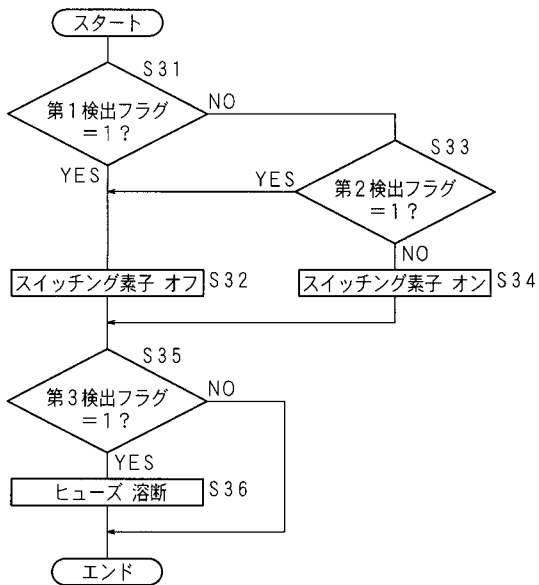 スタート
S31
第1検出フラグ
=1?
NO
YES
S33
第2検出フラグ
=1?
YES
NO
スイッチング素子 オフ
S32
スイッチング素子 オン
S34
S35
第3検出フラグ
=1?
NO
YES
ヒューズ 溶断
S36
エンド